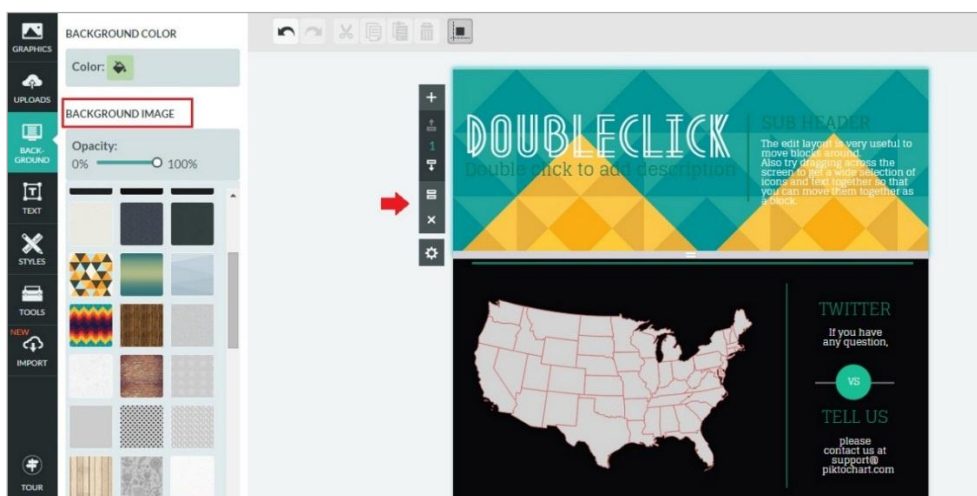 GRAPHICS
UPLOADS
BACK-
GROUND
TEXT
STYLES
TOOLS
NEW
IMPORT
TOUR
BACKGROUND COLOR
Color:
BACKGROUND IMAGE
Opacity:
0% 100%
1
DOUBLECLICK
Double click to add description
SUB HEADER
The edit layout is very useful to
move blocks around.
Also try dragging across the
screen to get a wide selection of
icons and text together so that
you can move them together as
a block.
TWITTER
If you have
any question,
VS
TELL US
please
contact us at
support@
piktochart.com